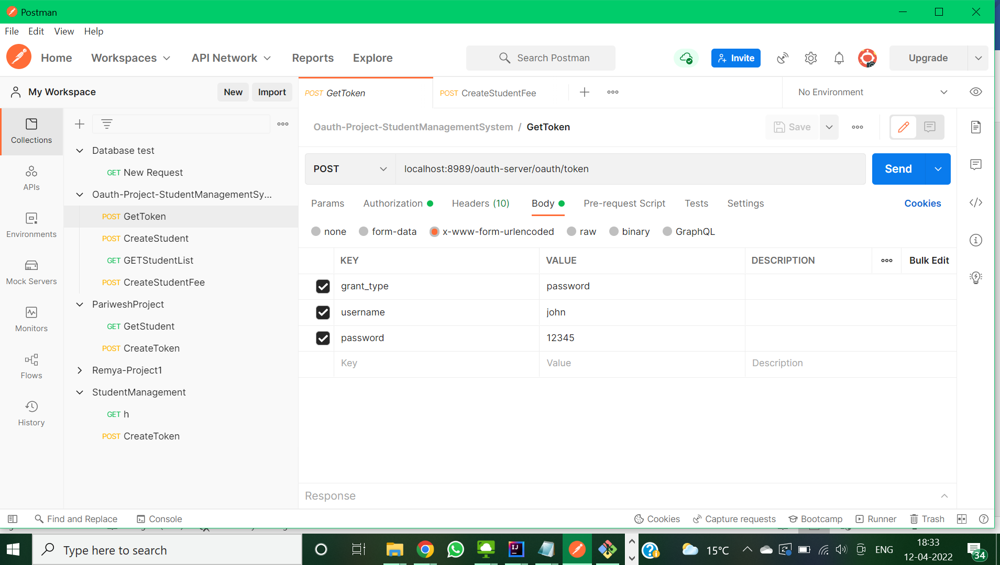 Postman
File Edit View Help
Home Workspaces API Network Reports Explore Search Postman Invite Upgrade
My Workspace New Import
POST GetToken POST CreateStudentFee No Environment
Collections
APIs
Environments
Mock Servers
Monitors
Flows
History
Database test
GET New Request
Oauth-Project-StudentManagementSy...
POST GetToken
POST CreateStudent
GET GETStudentList
POST CreateStudentFee
PariweshProject
GET GetStudent
POST CreateToken
Remya-Project1
StudentManagement
GET h
POST CreateToken
Oauth-Project-StudentManagementSystem / GetToken Save
POST localhost:8989/oauth-server/oauth/token Send
Params Authorization Headers (10) Body Pre-request Script Tests Settings Cookies
none form-data x-www-form-urlencoded raw binary GraphQL
KEY VALUE DESCRIPTION Bulk Edit
grant_type password
username john
password 12345
Key Value Description
Response
Find and Replace Console Cookies Capture requests Bootcamp Runner Trash
Type here to search
IJ
15°C ENG
18:33
12-04-2022
34